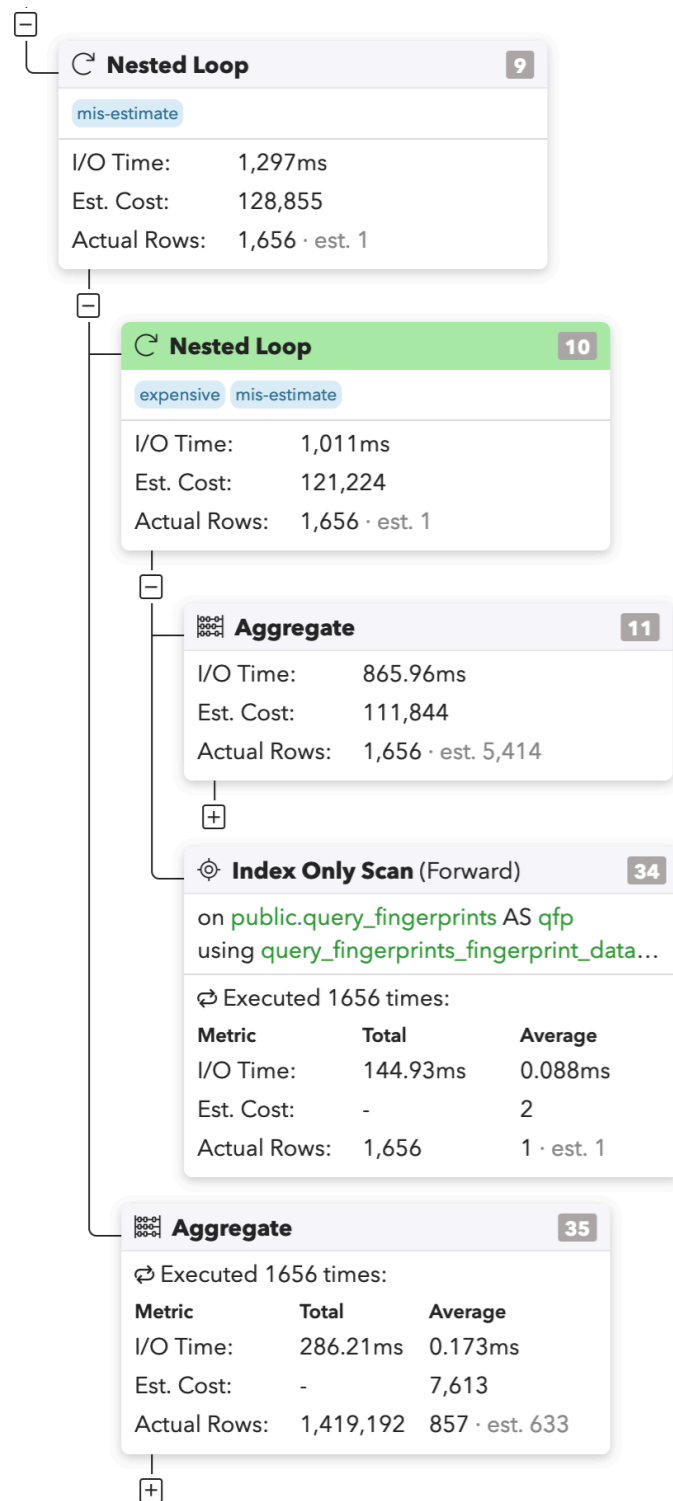 Nested Loop 9
mis-estimate
I/O Time: 1,297ms
Est. Cost: 128,855
Actual Rows: 1,656 · est. 1
Nested Loop 10
expensive mis-estimate
I/O Time: 1,011ms
Est. Cost: 121,224
Actual Rows: 1,656 · est. 1
Aggregate 11
I/O Time: 865.96ms
Est. Cost: 111,844
Actual Rows: 1,656 · est. 5,414
Index Only Scan (Forward) 34
on public.query_fingerprints AS qfp
using query_fingerprints_fingerprint_data...
Executed 1656 times:
Metric Total Average
I/O Time: 144.93ms 0.088ms
Est. Cost: - 2
Actual Rows: 1,656 1 · est. 1
Aggregate 35
Executed 1656 times:
Metric Total Average
I/O Time: 286.21ms 0.173ms
Est. Cost: - 7,613
Actual Rows: 1,419,192 857 · est. 633